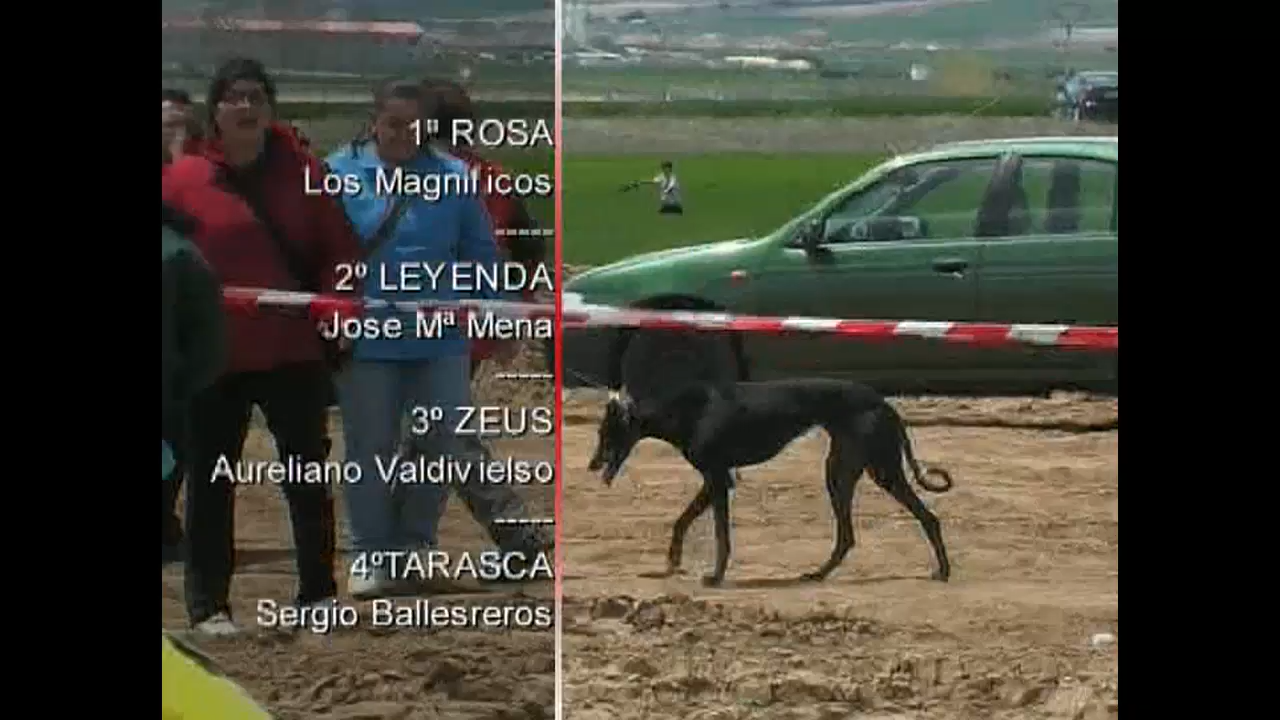 1ª ROSA
Los Magnificos
-----
2º LEYENDA
Jose Mª Mena
-----
3º ZEUS
Aureliano Valdivielso
-----
4ºTARASCA
Sergio Ballesreros